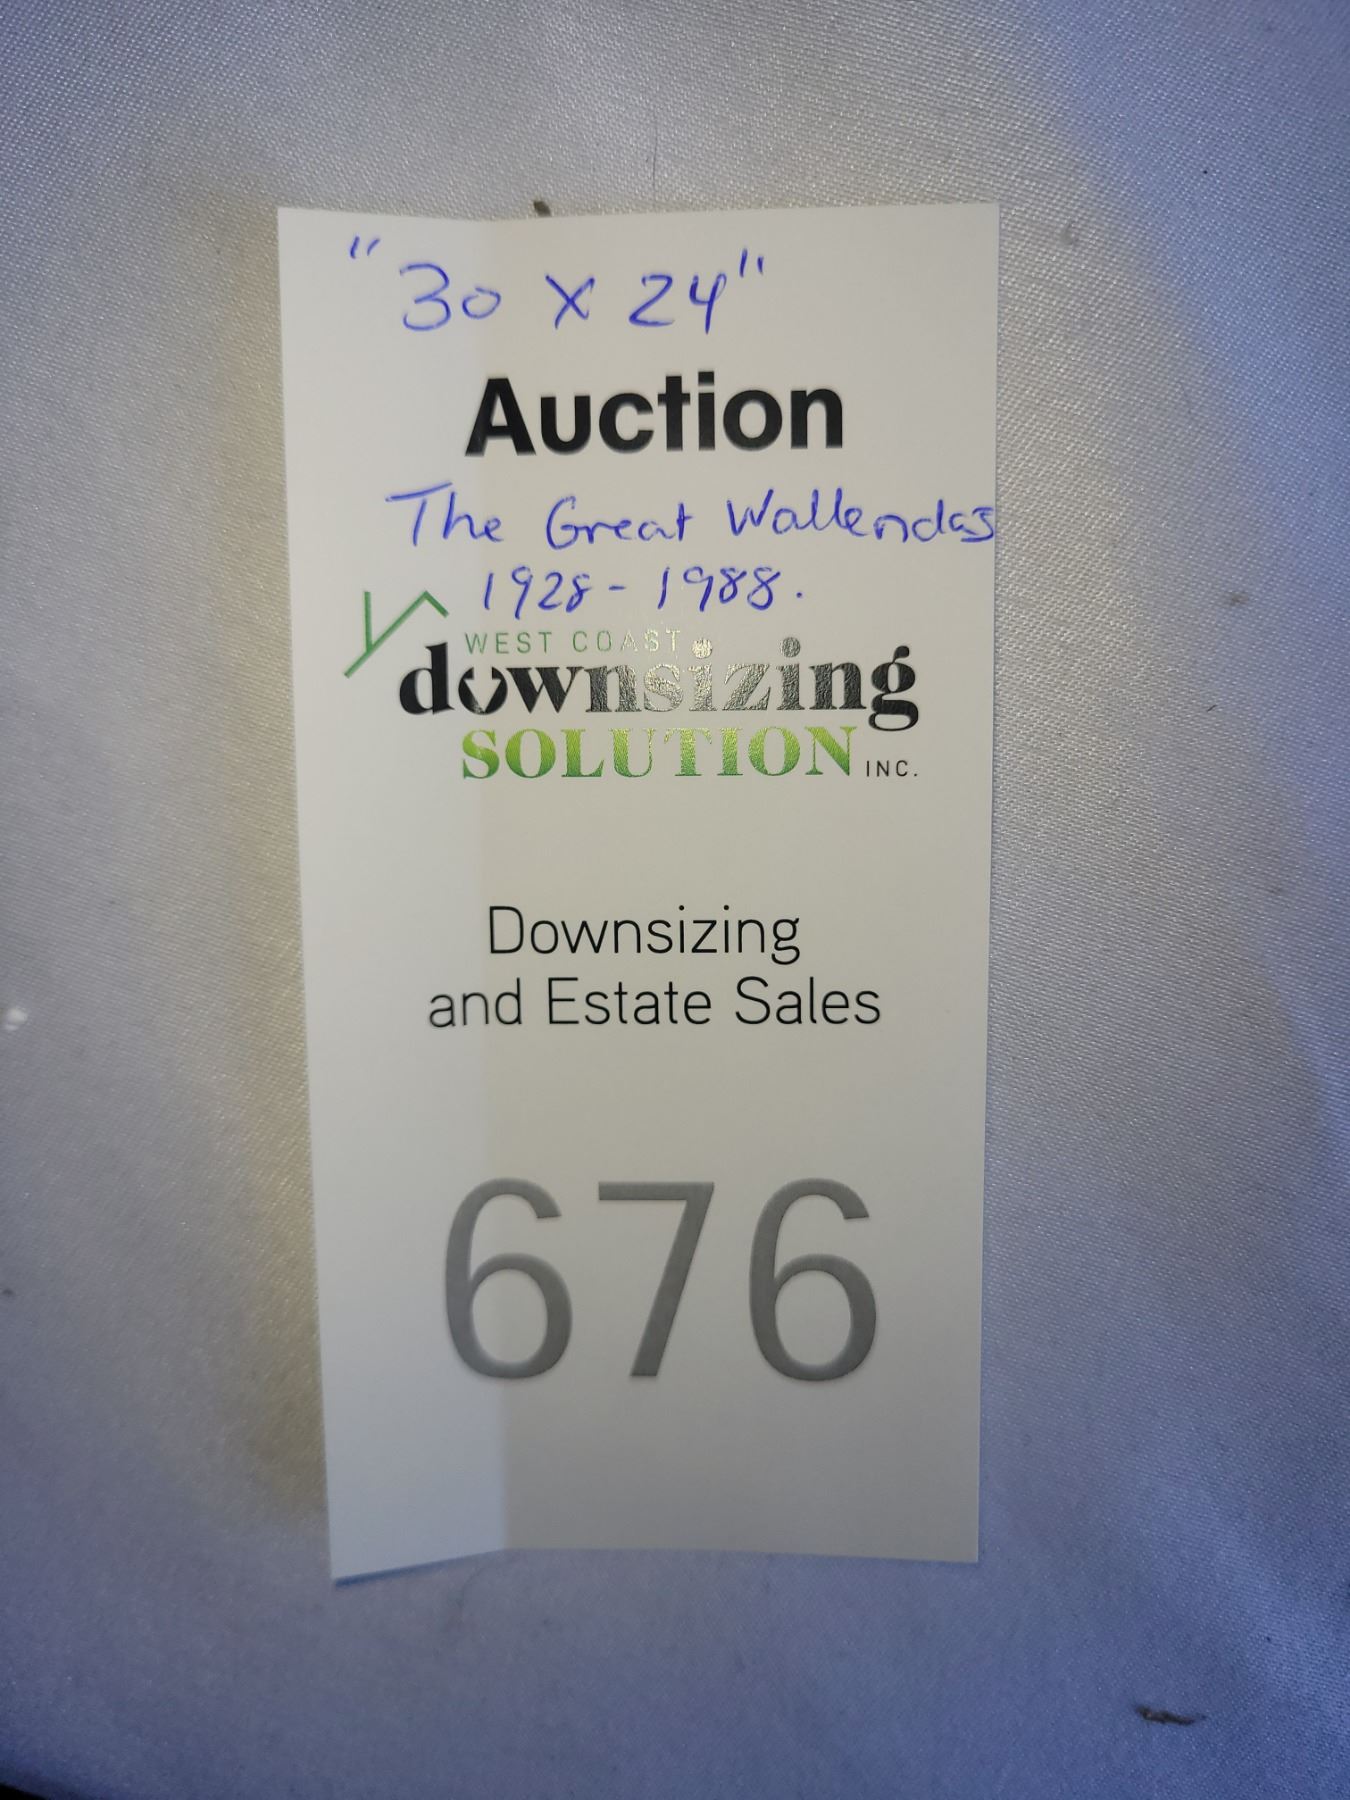 "30 x 24"
Auction
The Great Wallendas
1928-1988.
WEST COAST
downsizing
SOLUTION INC.
Downsizing
and Estate Sales
676